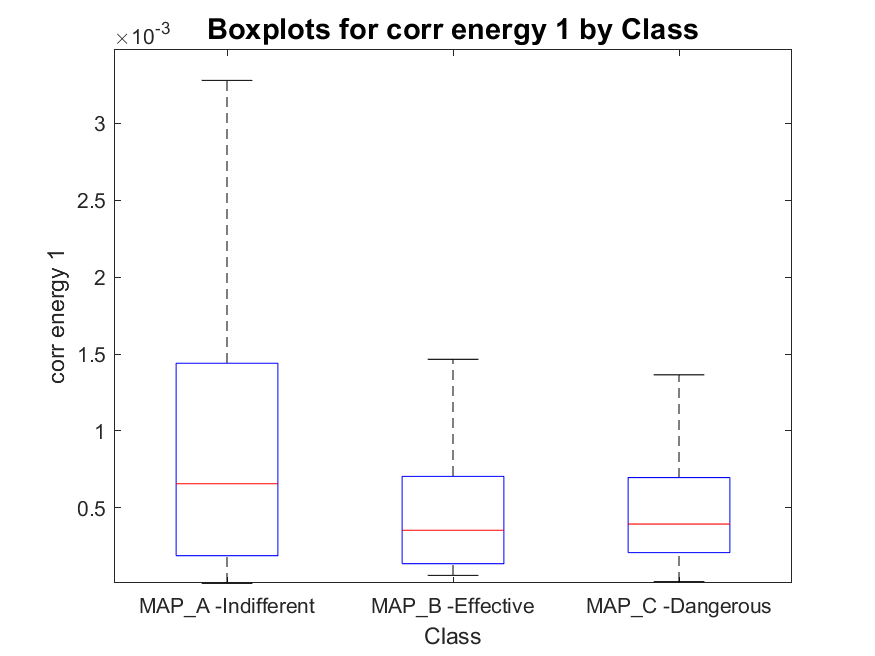 Boxplots for corr energy 1 by Class
×10-3
3
2.5
2
1.5
1
0.5
corr energy 1
MAP_A -Indifferent
MAP_B -Effective
MAP_C -Dangerous
Class